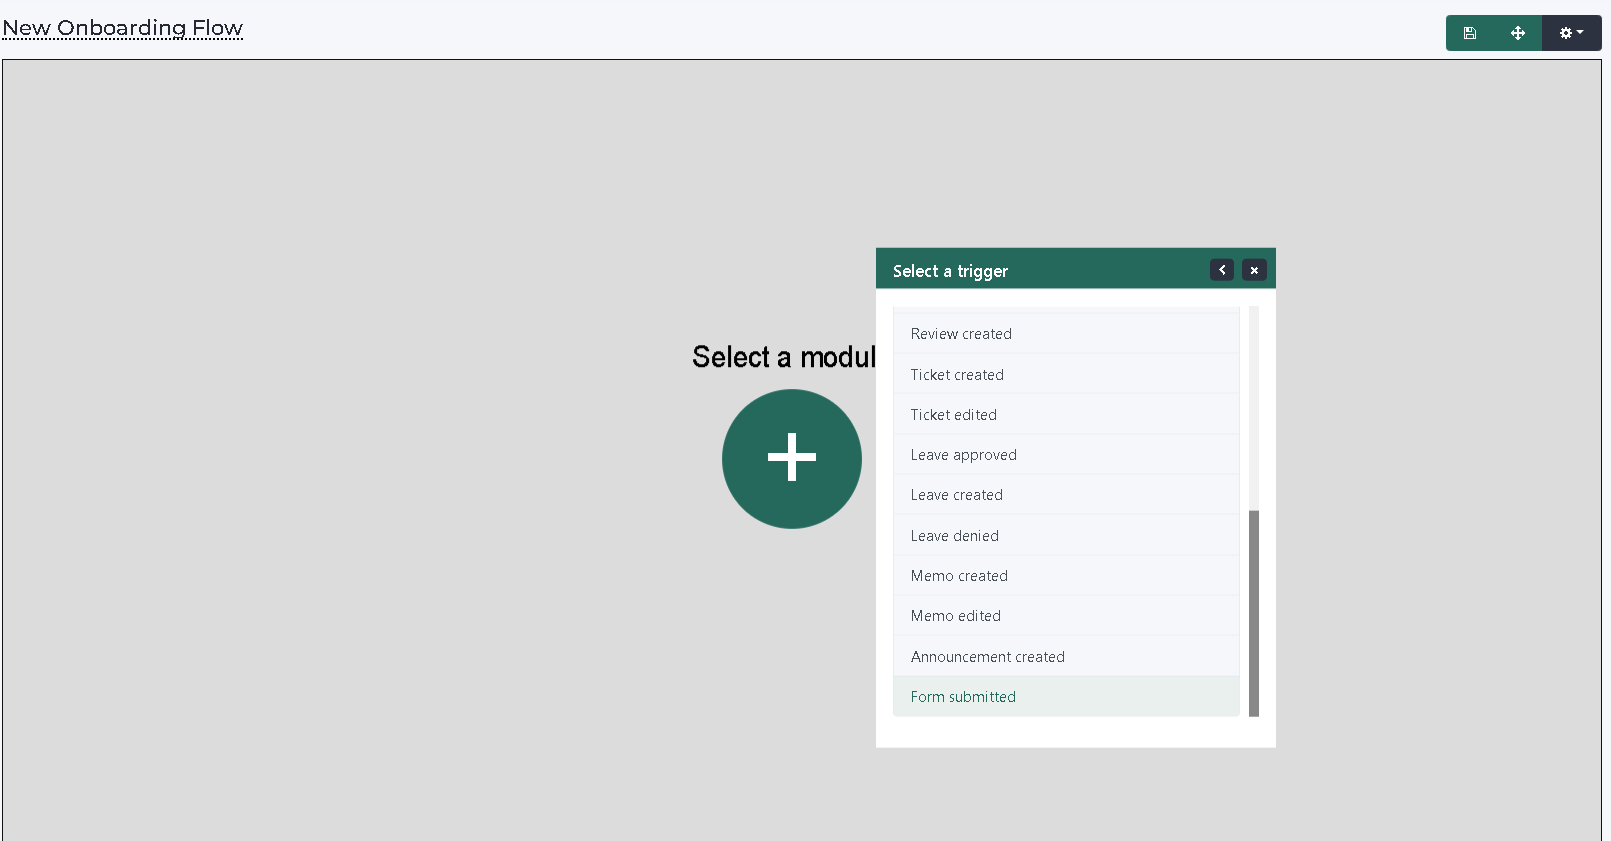 New Onboarding Flow
Select a trigger
Select a modul
Review created
Ticket created
Ticket edited
Leave approved
Leave created
Leave denied
Memo created
Memo edited
Announcement created
Form submitted